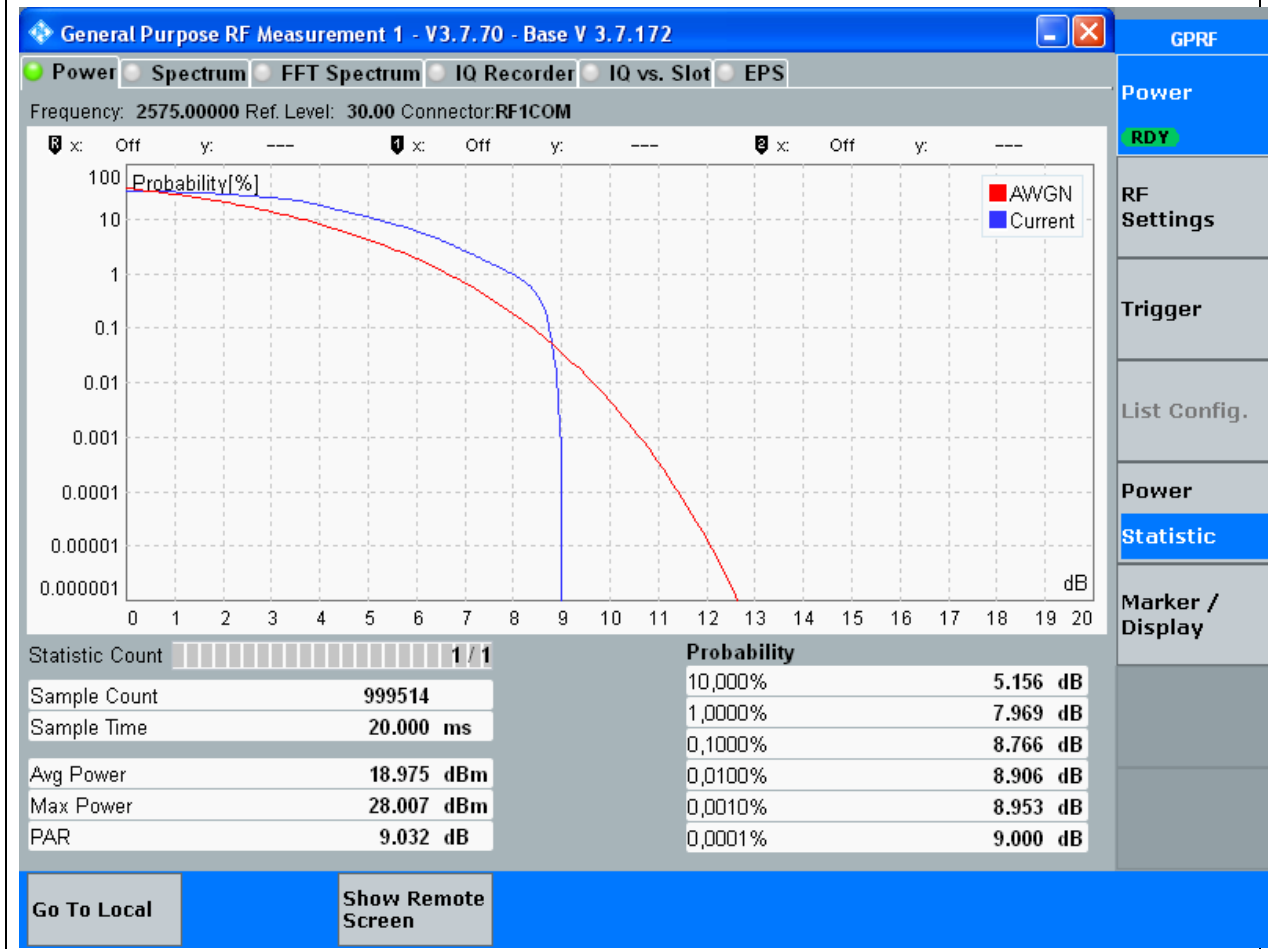 General Purpose RF Measurement 1 - V3.7.70 - Base V 3.7.172
GPRF
Power Spectrum FFT Spectrum IQ Recorder IQ vs. Slot EPS
Frequency: 2575.00000 Ref. Level: 30.00 Connector:RF1COM
R x: Off y: --- 1 x: Off y: --- 2 x: Off y: ---
Probability[%]
AWGN
Current
100
10
1
0.1
0.01
0.001
0.0001
0.00001
0.000001
dB
0 1 2 3 4 5 6 7 8 9 10 11 12 13 14 15 16 17 18 19 20
Statistic Count 1 / 1
Sample Count 999514
Sample Time 20.000 ms
Avg Power 18.975 dBm
Max Power 28.007 dBm
PAR 9.032 dB
Probability
10,000% 5.156 dB
1,0000% 7.969 dB
0,1000% 8.766 dB
0,0100% 8.906 dB
0,0010% 8.953 dB
0,0001% 9.000 dB
Power
RDY
RF
Settings
Trigger
List Config.
Power
Statistic
Marker /
Display
Go To Local
Show Remote
Screen